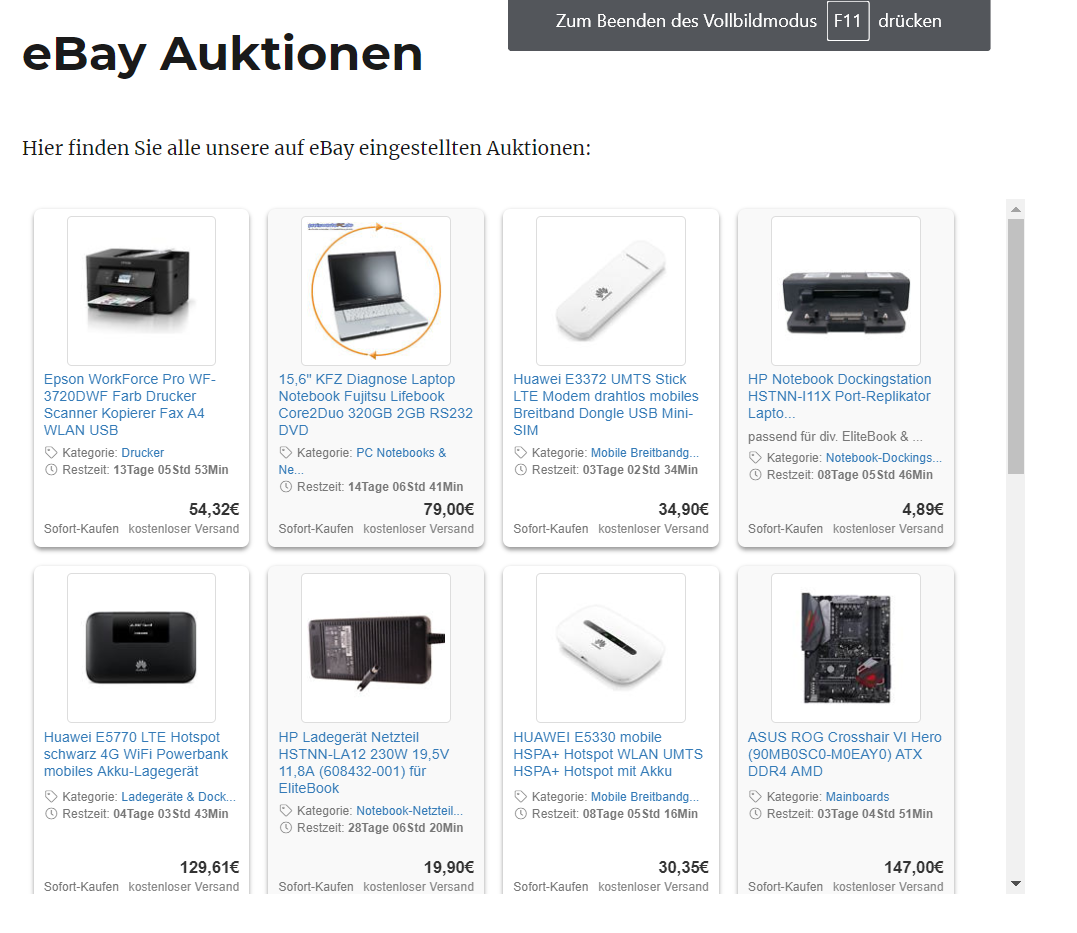 Zum Beenden des Vollbildmodus F11 drücken
eBay Auktionen
Hier finden Sie alle unsere auf eBay eingestellten Auktionen:
Epson WorkForce Pro WF-
3720DWF Farb Drucker
Scanner Kopierer Fax A4
WLAN USB
Kategorie: Drucker
Restzeit: 13Tage 05Std 53Min
54,32€
Sofort-Kaufen kostenloser Versand
15,6" KFZ Diagnose Laptop
Notebook Fujitsu Lifebook
Core2Duo 320GB 2GB RS232
DVD
Kategorie: PC Notebooks &
Ne...
Restzeit: 14Tage 06Std 41Min
79,00€
Sofort-Kaufen kostenloser Versand
Huawei E3372 UMTS Stick
LTE Modem drahtlos mobiles
Breitband Dongle USB Mini-
SIM
Kategorie: Mobile Breitbandg...
Restzeit: 03Tage 02Std 34Min
34,90€
Sofort-Kaufen kostenloser Versand
HP Notebook Dockingstation
HSTNN-I11X Port-Replikator
Lapto...
passend für div. EliteBook & ...
Kategorie: Notebook-Dockings...
Restzeit: 08Tage 05Std 46Min
4,89€
Sofort-Kaufen kostenloser Versand
Huawei E5770 LTE Hotspot
schwarz 4G WiFi Powerbank
mobiles Akku-Lagegerät
Kategorie: Ladegeräte & Dock...
Restzeit: 04Tage 03Std 43Min
129,61€
Sofort-Kaufen kostenloser Versand
HP Ladegerät Netzteil
HSTNN-LA12 230W 19,5V
11,8A (608432-001) für
EliteBook
Kategorie: Notebook-Netzteil...
Restzeit: 28Tage 06Std 20Min
19,90€
Sofort-Kaufen kostenloser Versand
HUAWEI E5330 mobile
HSPA+ Hotspot WLAN UMTS
HSPA+ Hotspot mit Akku
Kategorie: Mobile Breitbandg...
Restzeit: 08Tage 05Std 16Min
30,35€
Sofort-Kaufen kostenloser Versand
ASUS ROG Crosshair VI Hero
(90MB0SC0-M0EAY0) ATX
DDR4 AMD
Kategorie: Mainboards
Restzeit: 03Tage 04Std 51Min
147,00€
Sofort-Kaufen kostenloser Versand